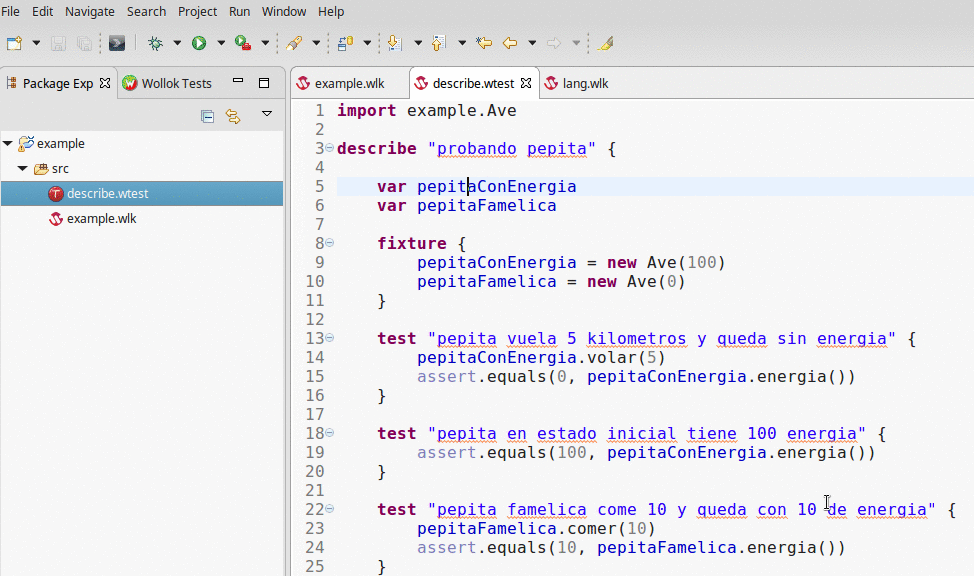 File Edit Navigate Search Project Run Window Help
Package Exp Wollok Tests
example
src
describe.wtest
example.wlk
example.wlk describe.wtest lang.wlk
1 import example.Ave
2
3 describe "probando pepita" {
4
5 var pepitaConEnergia
6 var pepitaFamelica
7
8 fixture {
9 pepitaConEnergia = new Ave(100)
10 pepitaFamelica = new Ave(0)
11 }
12
13 test "pepita vuela 5 kilometros y queda sin energia" {
14 pepitaConEnergia.volar(5)
15 assert.equals(0, pepitaConEnergia.energia())
16 }
17
18 test "pepita en estado inicial tiene 100 energia" {
19 assert.equals(100, pepitaConEnergia.energia())
20 }
21
22 test "pepita famelica come 10 y queda con 10 de energia" {
23 pepitaFamelica.comer(10)
24 assert.equals(10, pepitaFamelica.energia())
25 }